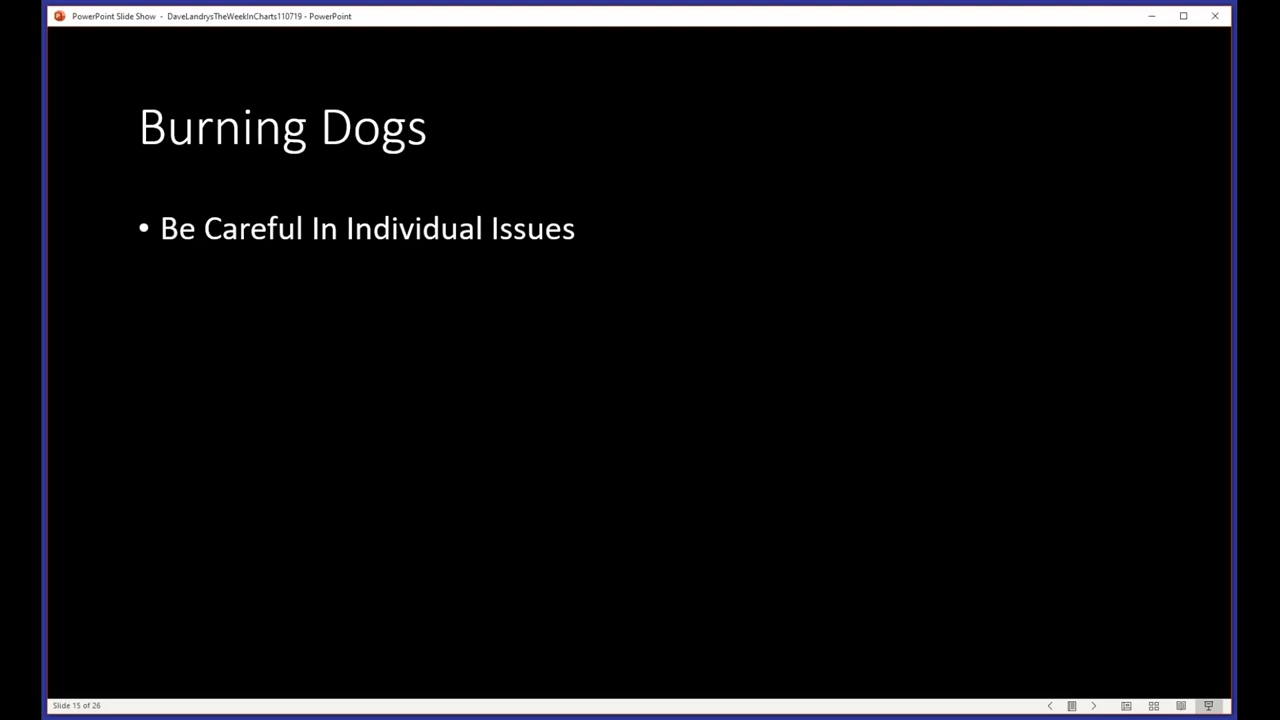 PowerPoint Slide Show - DaveLandrysTheWeekInCharts110719 - PowerPoint
Burning Dogs
• Be Careful In Individual Issues
Slide 15 of 26